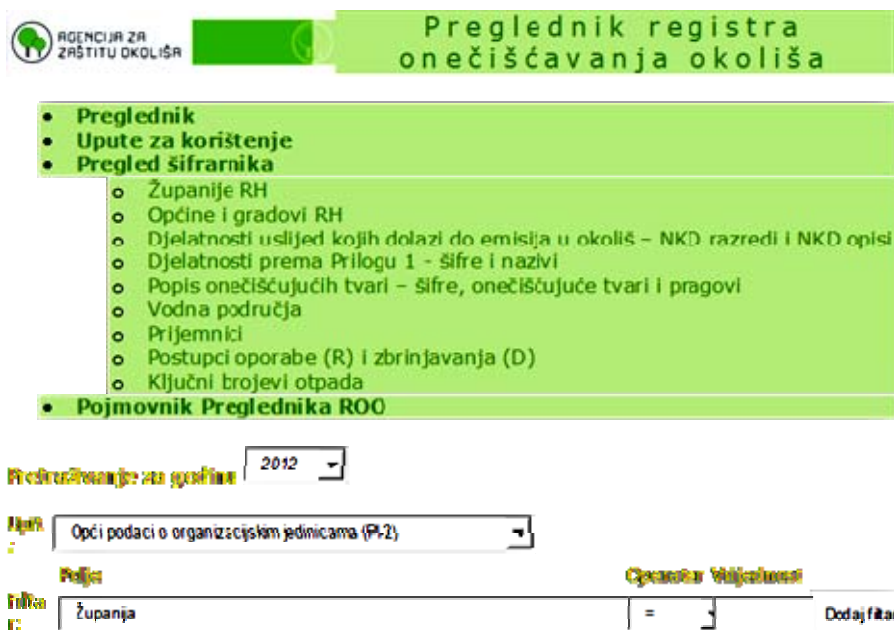 AGENCIJA ZA
ZAŠTITU OKOLIŠA
Preglednik registra
onečišćavanja okoliša
Preglednik
Upute za korištenje
Pregled šifrarnika
Županije RH
Općine i gradovi RH
Djelatnosti uslijed kojih dolazi do emisija u okoliš – NKD razredi i NKD opisi
Djelatnosti prema Prilogu 1 - šifre i nazivi
Popis onečišćujućih tvari – šifre, onečišćujuće tvari i pragovi
Vodna područja
Prijemnici
Postupci oporabe (R) i zbrinjavanja (D)
Ključni brojevi otpada
Pojmovnik Preglednika ROO
Pretraživanje za godinu 2012
Upit
: Opći podaci o organizacijskim jedinicama (PI-2)
Polje Operator Vrijednost
Županija = Dodaj filtar